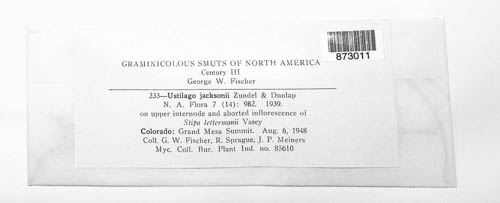 873011
GRAMINICOLOUS SMUTS OF NORTH AMERICA
Century III
George W. Fischer
233—Ustilago jacksonii Zundel & Dunlap
N. A. Flora 7 (14): 982. 1939.
on upper internode and aborted inflorescence of
Stipa lettermanii Vasey
Colorado: Grand Mesa Summit. Aug. 6, 1948
Coll. G. W. Fischer, R. Sprague, J. P. Meiners
Myc. Coll. Bur. Plant Ind. no. 85610